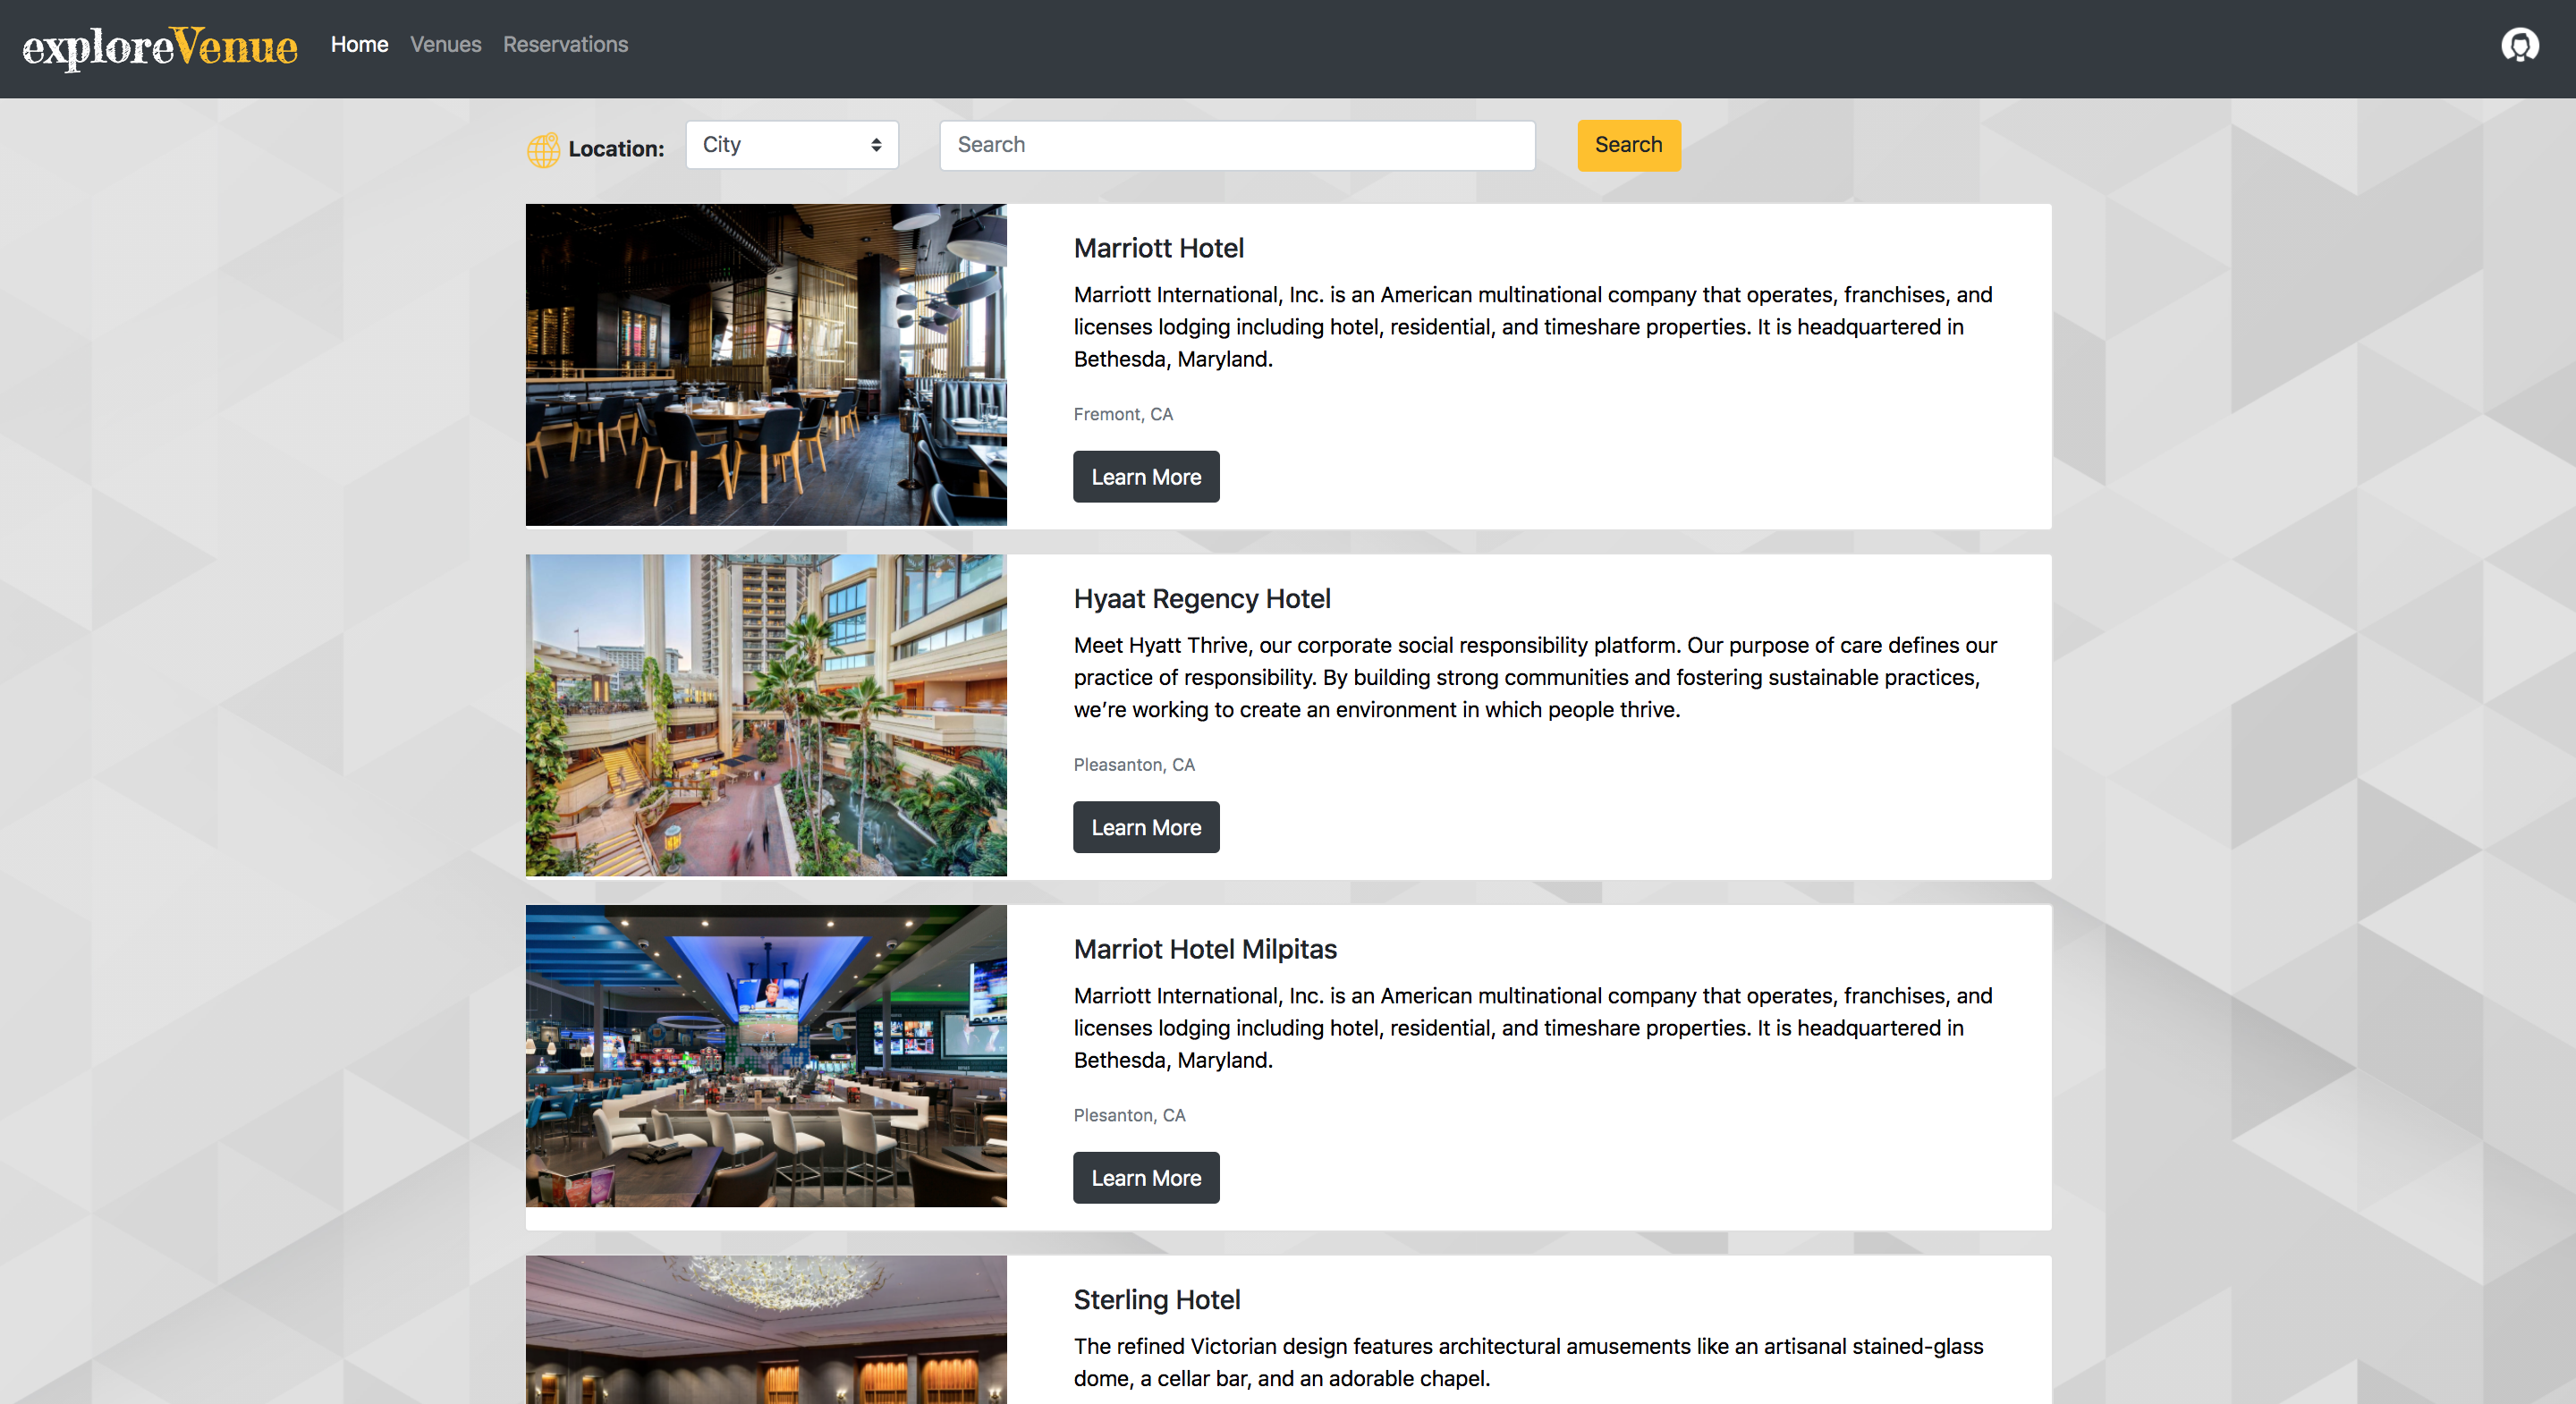 exploreVenue Home Venues Reservations
Location: City Search Search
Marriott Hotel
Marriott International, Inc. is an American multinational company that operates, franchises, and
licenses lodging including hotel, residential, and timeshare properties. It is headquartered in
Bethesda, Maryland.
Fremont, CA
Learn More
Hyaat Regency Hotel
Meet Hyatt Thrive, our corporate social responsibility platform. Our purpose of care defines our
practice of responsibility. By building strong communities and fostering sustainable practices,
we’re working to create an environment in which people thrive.
Pleasanton, CA
Learn More
Marriot Hotel Milpitas
Marriott International, Inc. is an American multinational company that operates, franchises, and
licenses lodging including hotel, residential, and timeshare properties. It is headquartered in
Bethesda, Maryland.
Plesanton, CA
Learn More
Sterling Hotel
The refined Victorian design features architectural amusements like an artisanal stained-glass
dome, a cellar bar, and an adorable chapel.